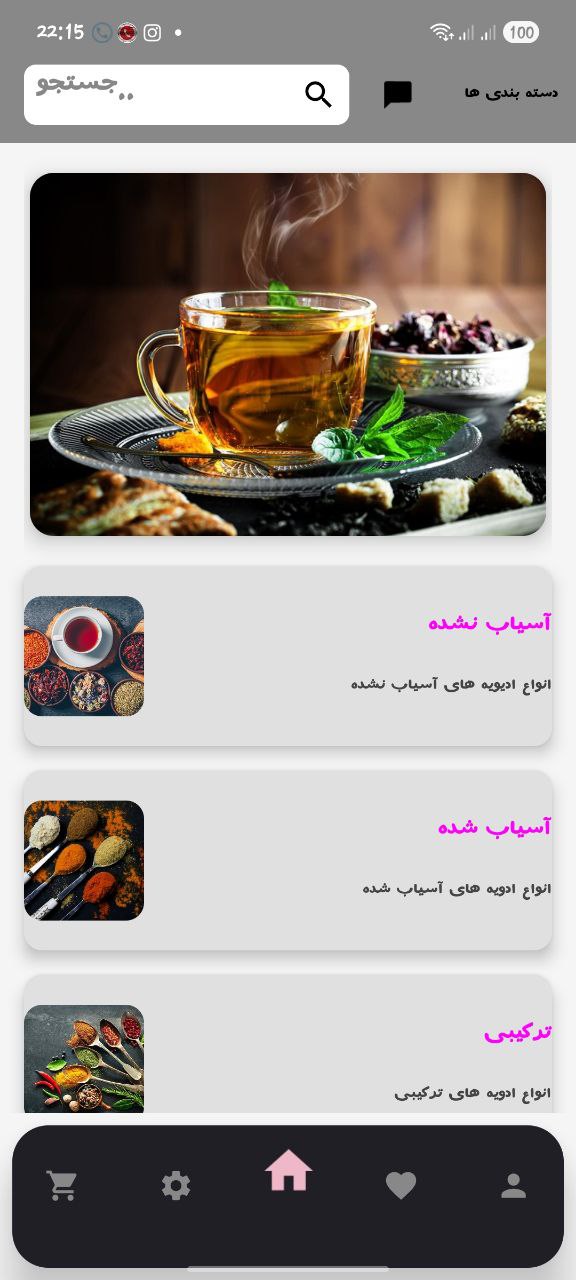 22:15
100
جستجو..
دسته بندی ها
آسیاب نشده
انواع ادیویه های آسیاب نشده
آسیاب شده
انواع ادویه های آسیاب شده
ترکیبی
انواع ادویه های ترکیبی